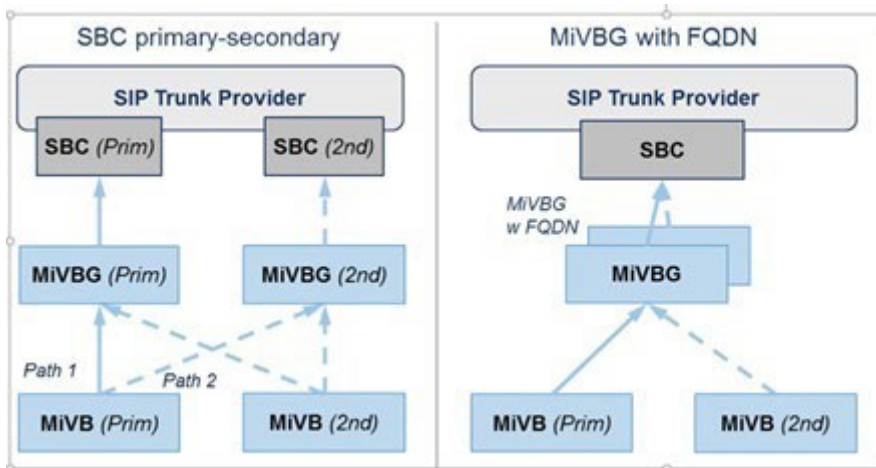 SBC primary-secondary
SIP Trunk Provider
SBC (Prim)
SBC (2nd)
MiVBG (Prim)
MiVBG (2nd)
Path 1
Path 2
MiVB (Prim)
MiVB (2nd)
MiVBG with FQDN
SIP Trunk Provider
SBC
MiVBG
w FQDN
MiVBG
MiVB (Prim)
MiVB (2nd)